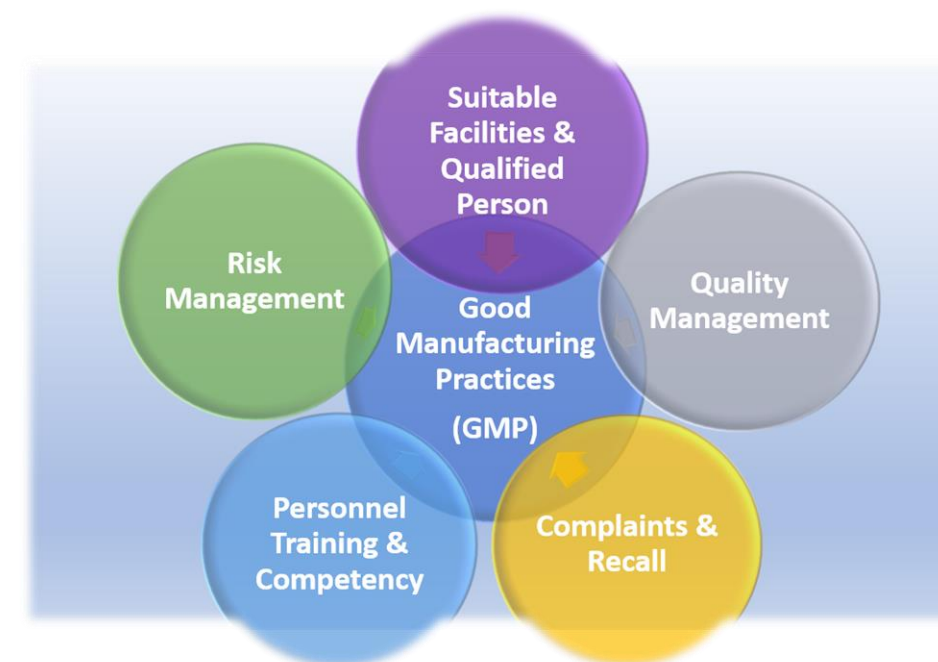 Suitable
Facilities &
Qualified
Person
Risk
Management
Quality
Management
Good
Manufacturing
Practices
(GMP)
Personnel
Training &
Competency
Complaints &
Recall